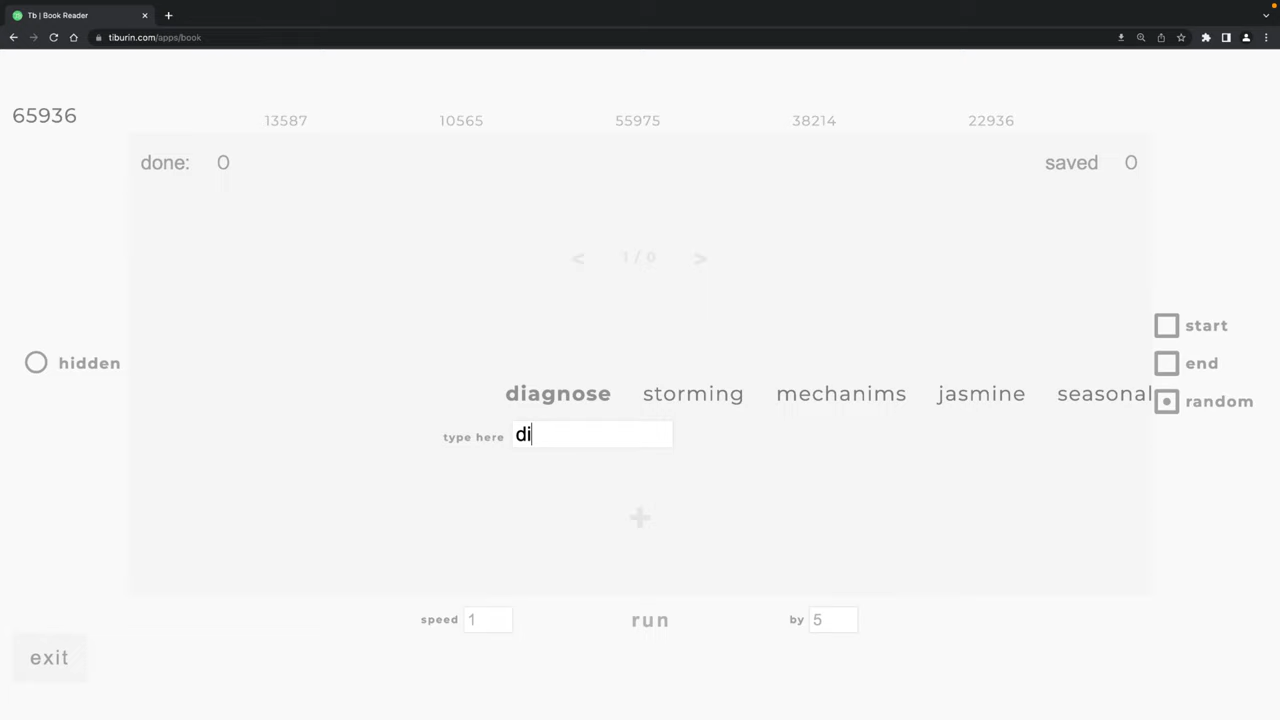 Tb | Book Reader
tiburin.com/apps/book
65936
13587 10565 55975 38214 22936
done: 0 saved 0
< 1 / 0 >
start
hidden end
diagnose storming mechanims jasmine seasonal random
type here di
+
speed 1 run by 5
exit